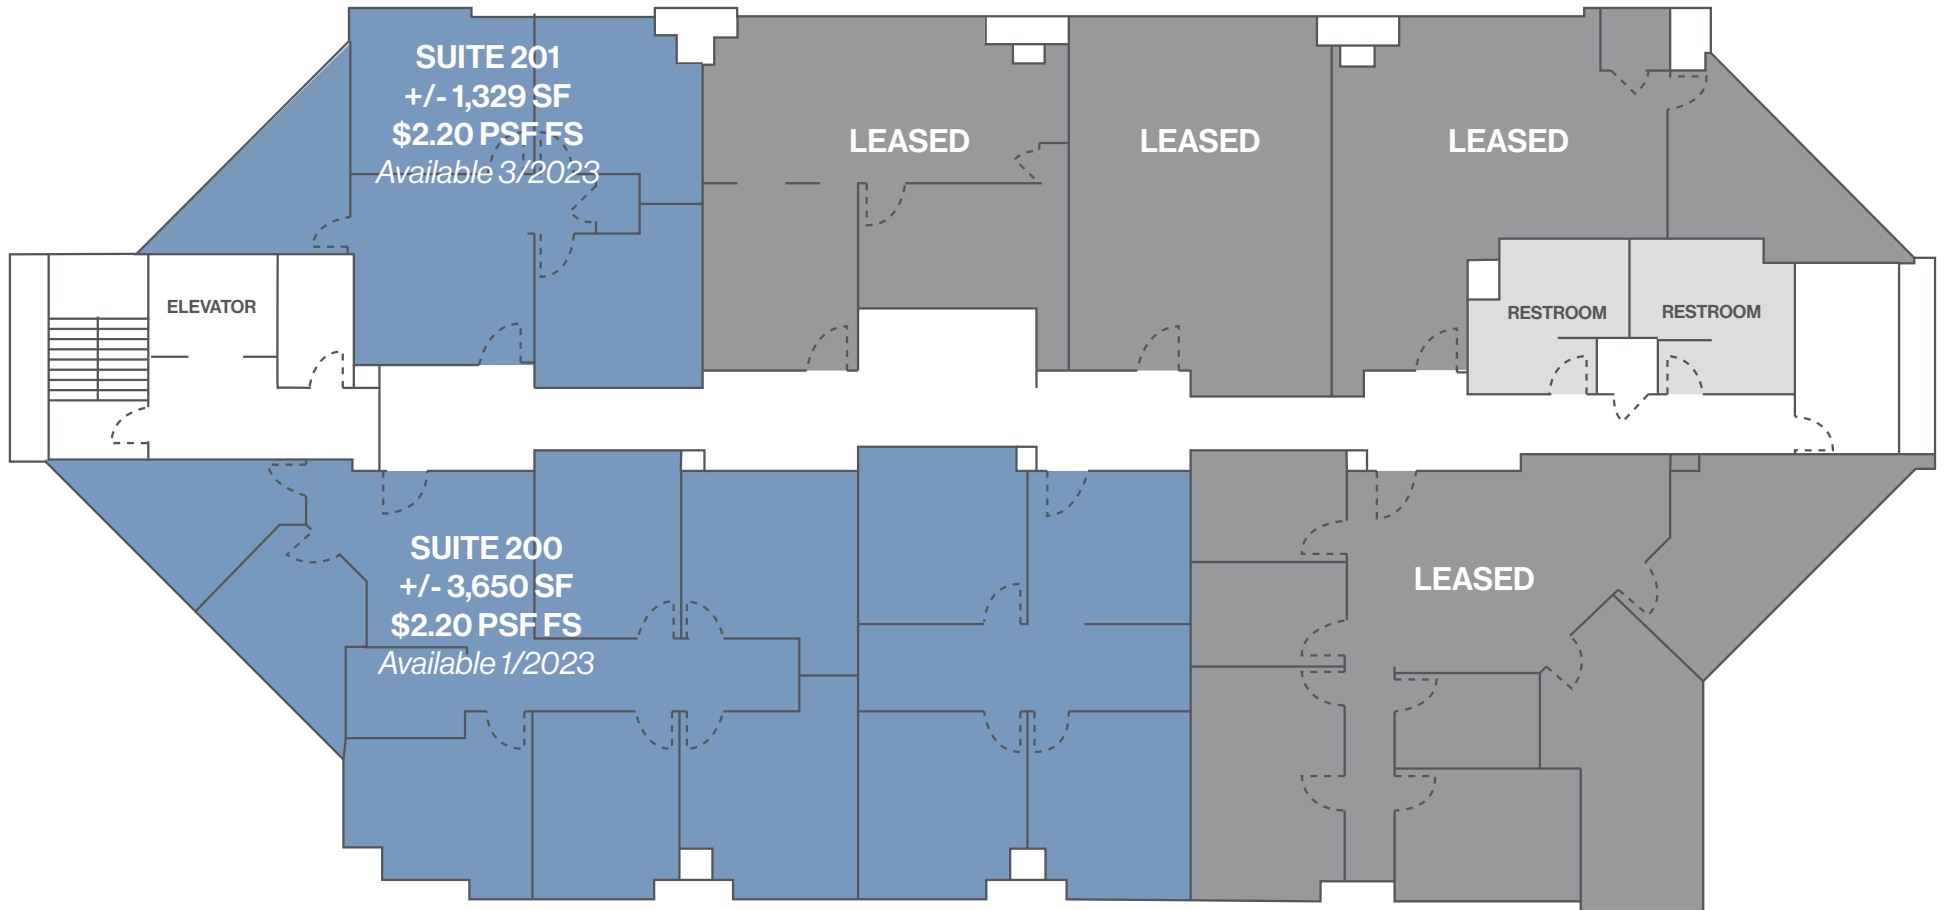 SUITE 201
+/- 1,329 SF
$2.20 PSF FS
Available 3/2023
LEASED
LEASED
LEASED
ELEVATOR
RESTROOM
RESTROOM
SUITE 200
+/- 3,650 SF
$2.20 PSF FS
Available 1/2023
LEASED